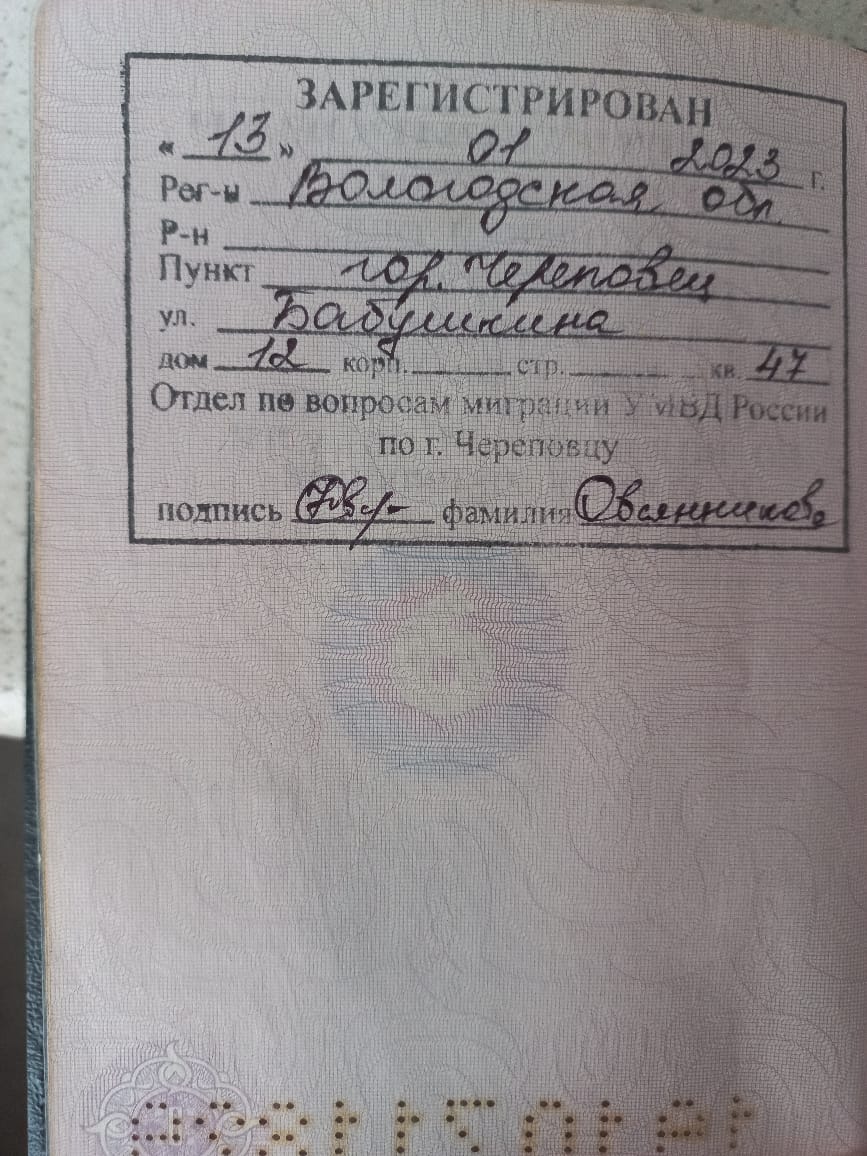 ЗАРЕГИСТРИРОВАН
« 13 » 01 2023 г.
Рег-н Вологодская обл.
Р-н
Пункт гор. Череповец
ул. Бабушкина
дом 12 корп. стр. кв. 47
Отдел по вопросам миграции УМВД России
по г. Череповцу
подпись фамилия Овсянникова